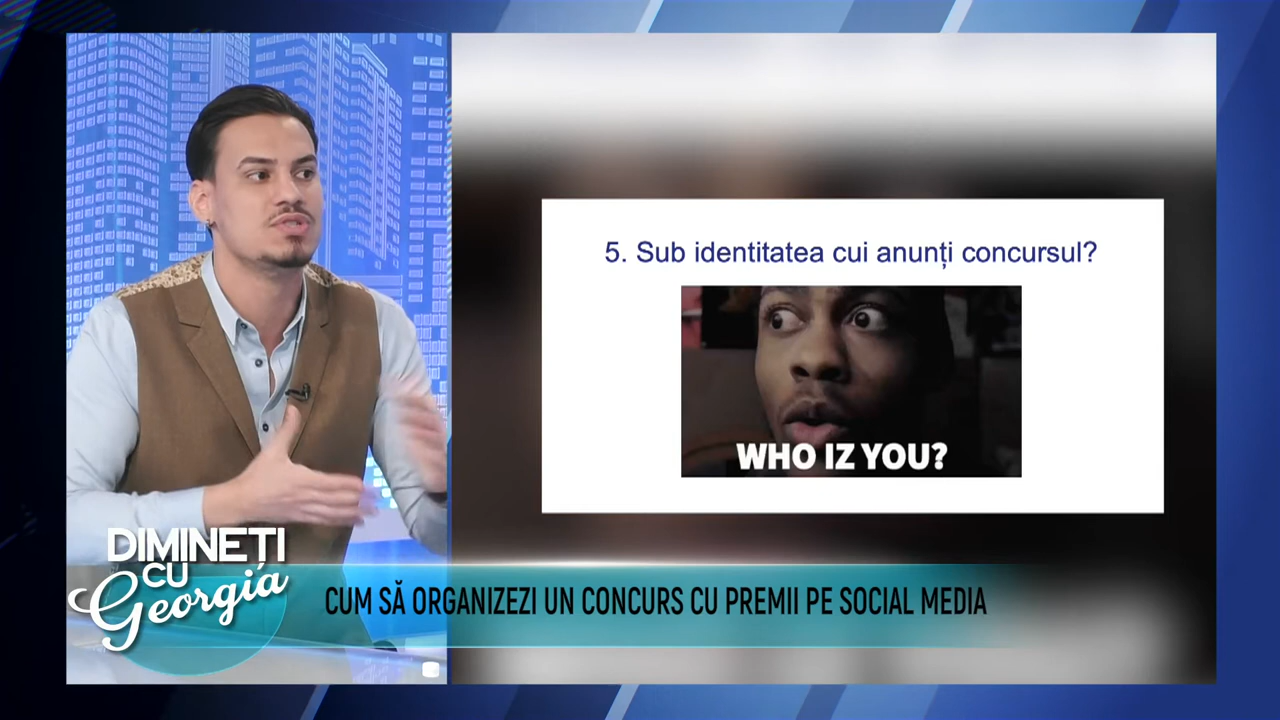 5. Sub identitatea cui anunți concursul?
WHO IZ YOU?
DIMINEȚI
CU
Georgia
CUM SĂ ORGANIZEZI UN CONCURS CU PREMII PE SOCIAL MEDIA